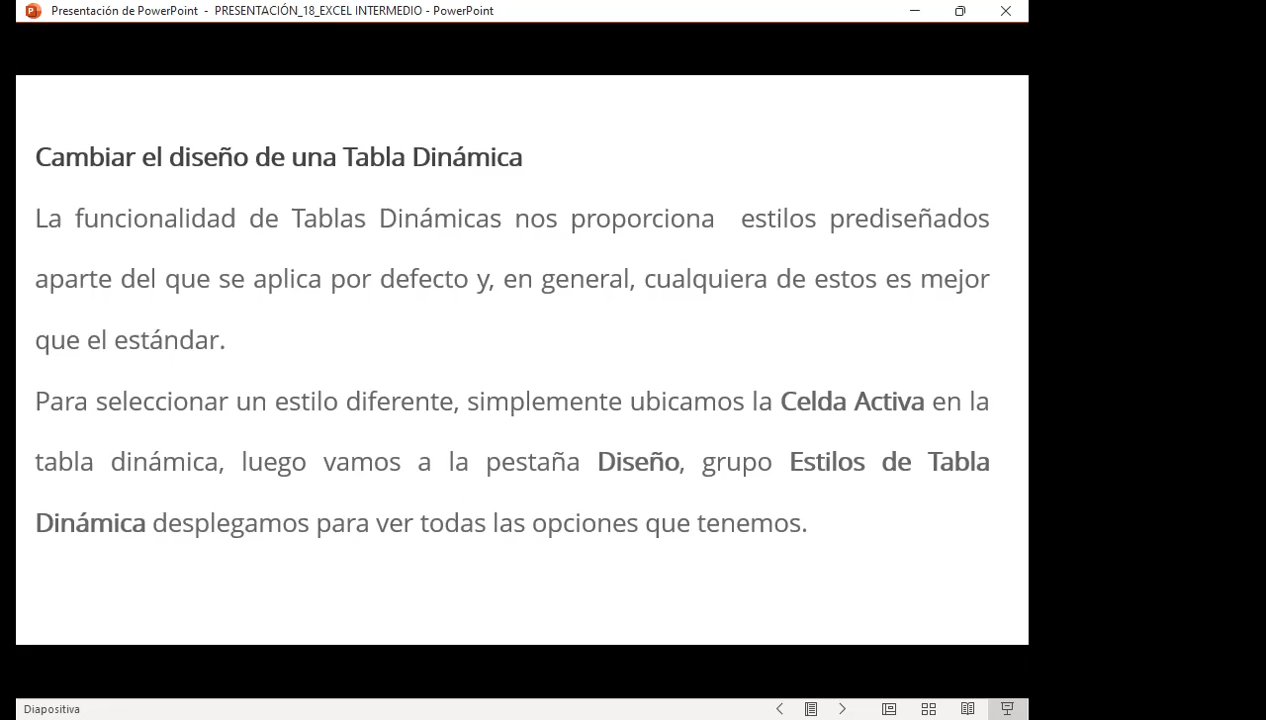 Presentación de PowerPoint - PRESENTACIÓN_18_EXCEL INTERMEDIO - PowerPoint
Cambiar el diseño de una Tabla Dinámica
La funcionalidad de Tablas Dinámicas nos proporciona estilos prediseñados
aparte del que se aplica por defecto y, en general, cualquiera de estos es mejor
que el estándar.
Para seleccionar un estilo diferente, simplemente ubicamos la Celda Activa en la
tabla dinámica, luego vamos a la pestaña Diseño, grupo Estilos de Tabla
Dinámica desplegamos para ver todas las opciones que tenemos.
Diapositiva